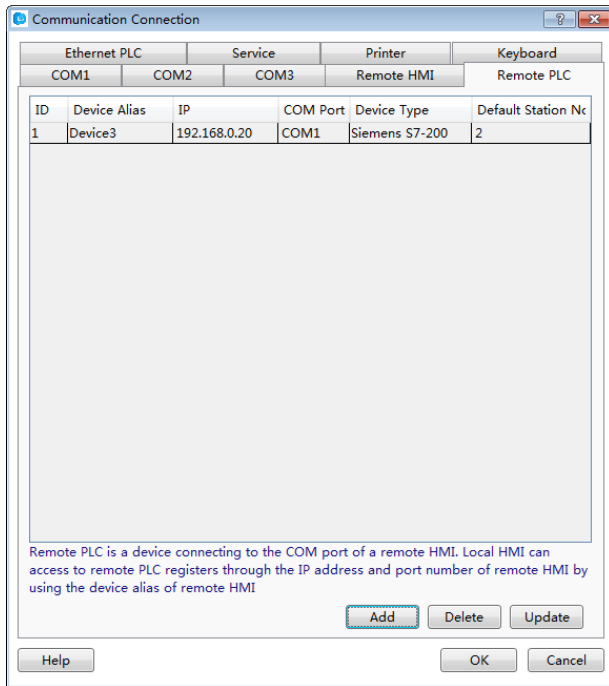 Communication Connection
Ethernet PLC Service Printer Keyboard
COM1 COM2 COM3 Remote HMI Remote PLC
ID Device Alias IP COM Port Device Type Default Station Nc
1 Device3 192.168.0.20 COM1 Siemens S7-200 2
Remote PLC is a device connecting to the COM port of a remote HMI. Local HMI can
access to remote PLC registers through the IP address and port number of remote HMI by
using the device alias of remote HMI
Add Delete Update
Help OK Cancel